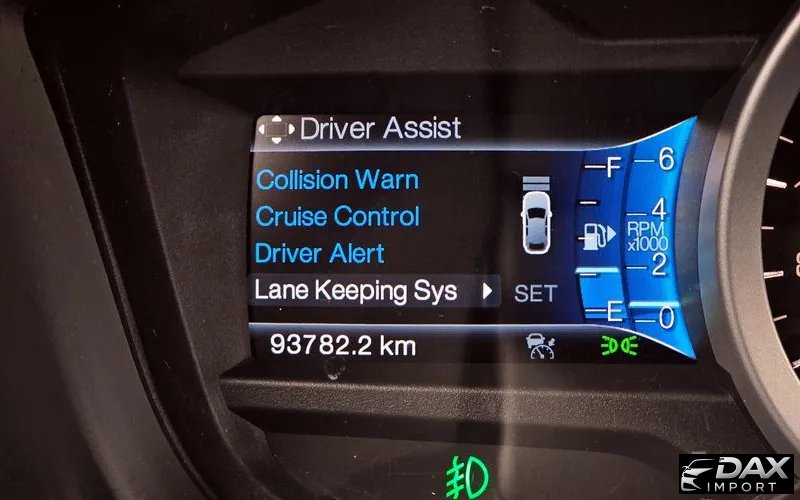 Driver Assist
Collision Warn
Cruise Control
Driver Alert
Lane Keeping Sys
SET
93782.2 km
F
E
6
4
RPM
x1000
2
0
DAX
IMPORT